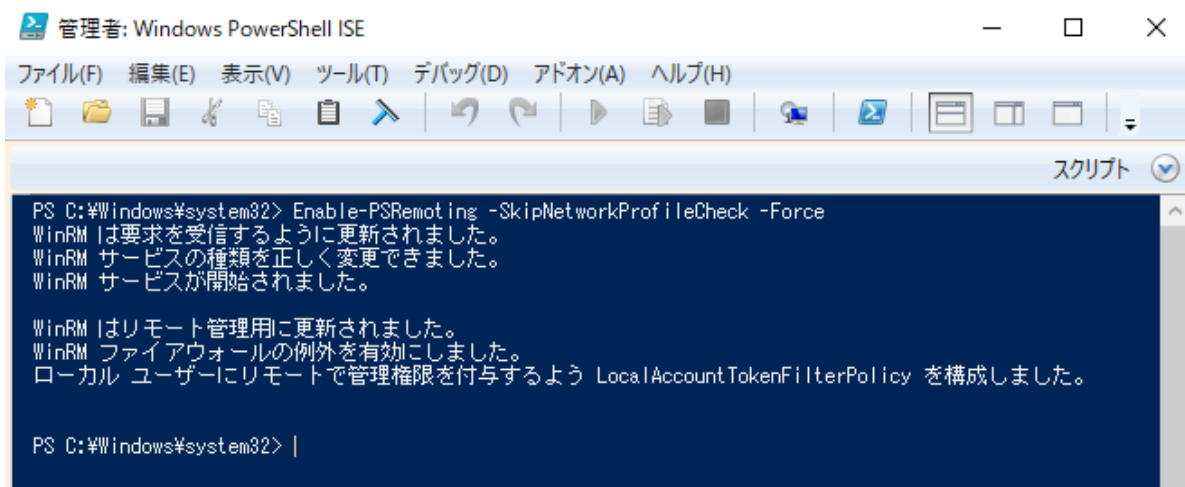 管理者: Windows PowerShell ISE
ファイル(F) 編集(E) 表示(V) ツール(T) デバッグ(D) アドオン(A) ヘルプ(H)
スクリプト
PS C:¥Windows¥system32> Enable-PSRemoting -SkipNetworkProfileCheck -Force
WinRM は要求を受信するように更新されました。
WinRM サービスの種類を正しく変更できました。
WinRM サービスが開始されました。
WinRM はリモート管理用に更新されました。
WinRM ファイアウォールの例外を有効にしました。
ローカル ユーザーにリモートで管理権限を付与するよう LocalAccountTokenFilterPolicy を構成しました。
PS C:¥Windows¥system32>